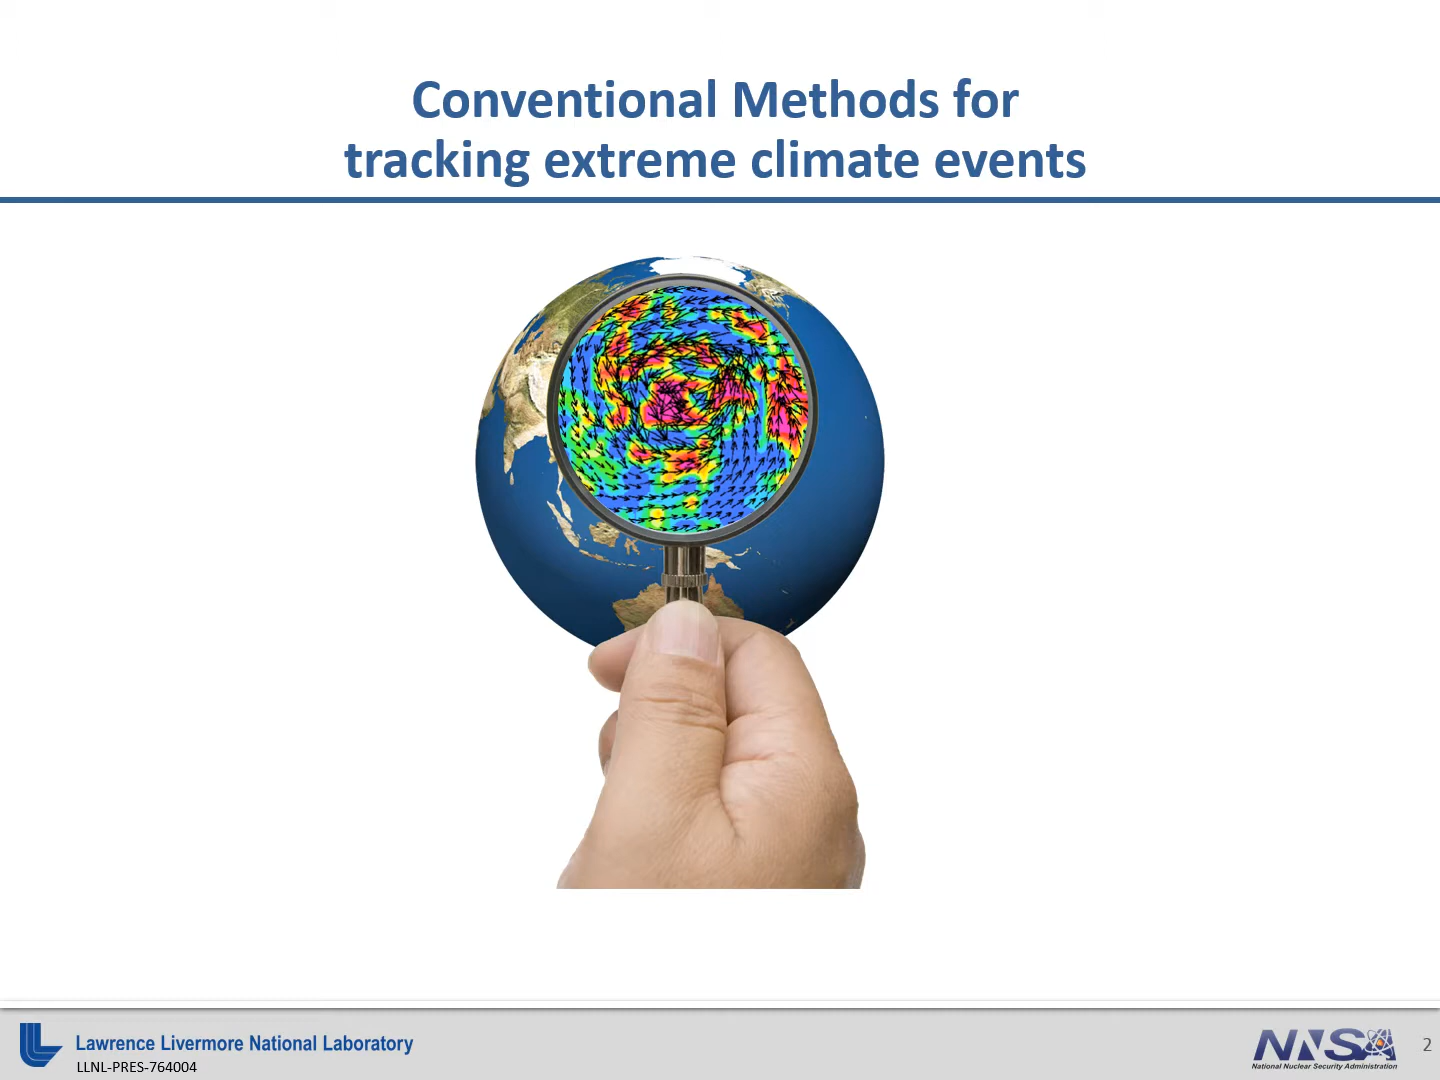 Conventional Methods for
tracking extreme climate events
Lawrence Livermore National Laboratory
LLNL-PRES-764004
NNSA
National Nuclear Security Administration
2